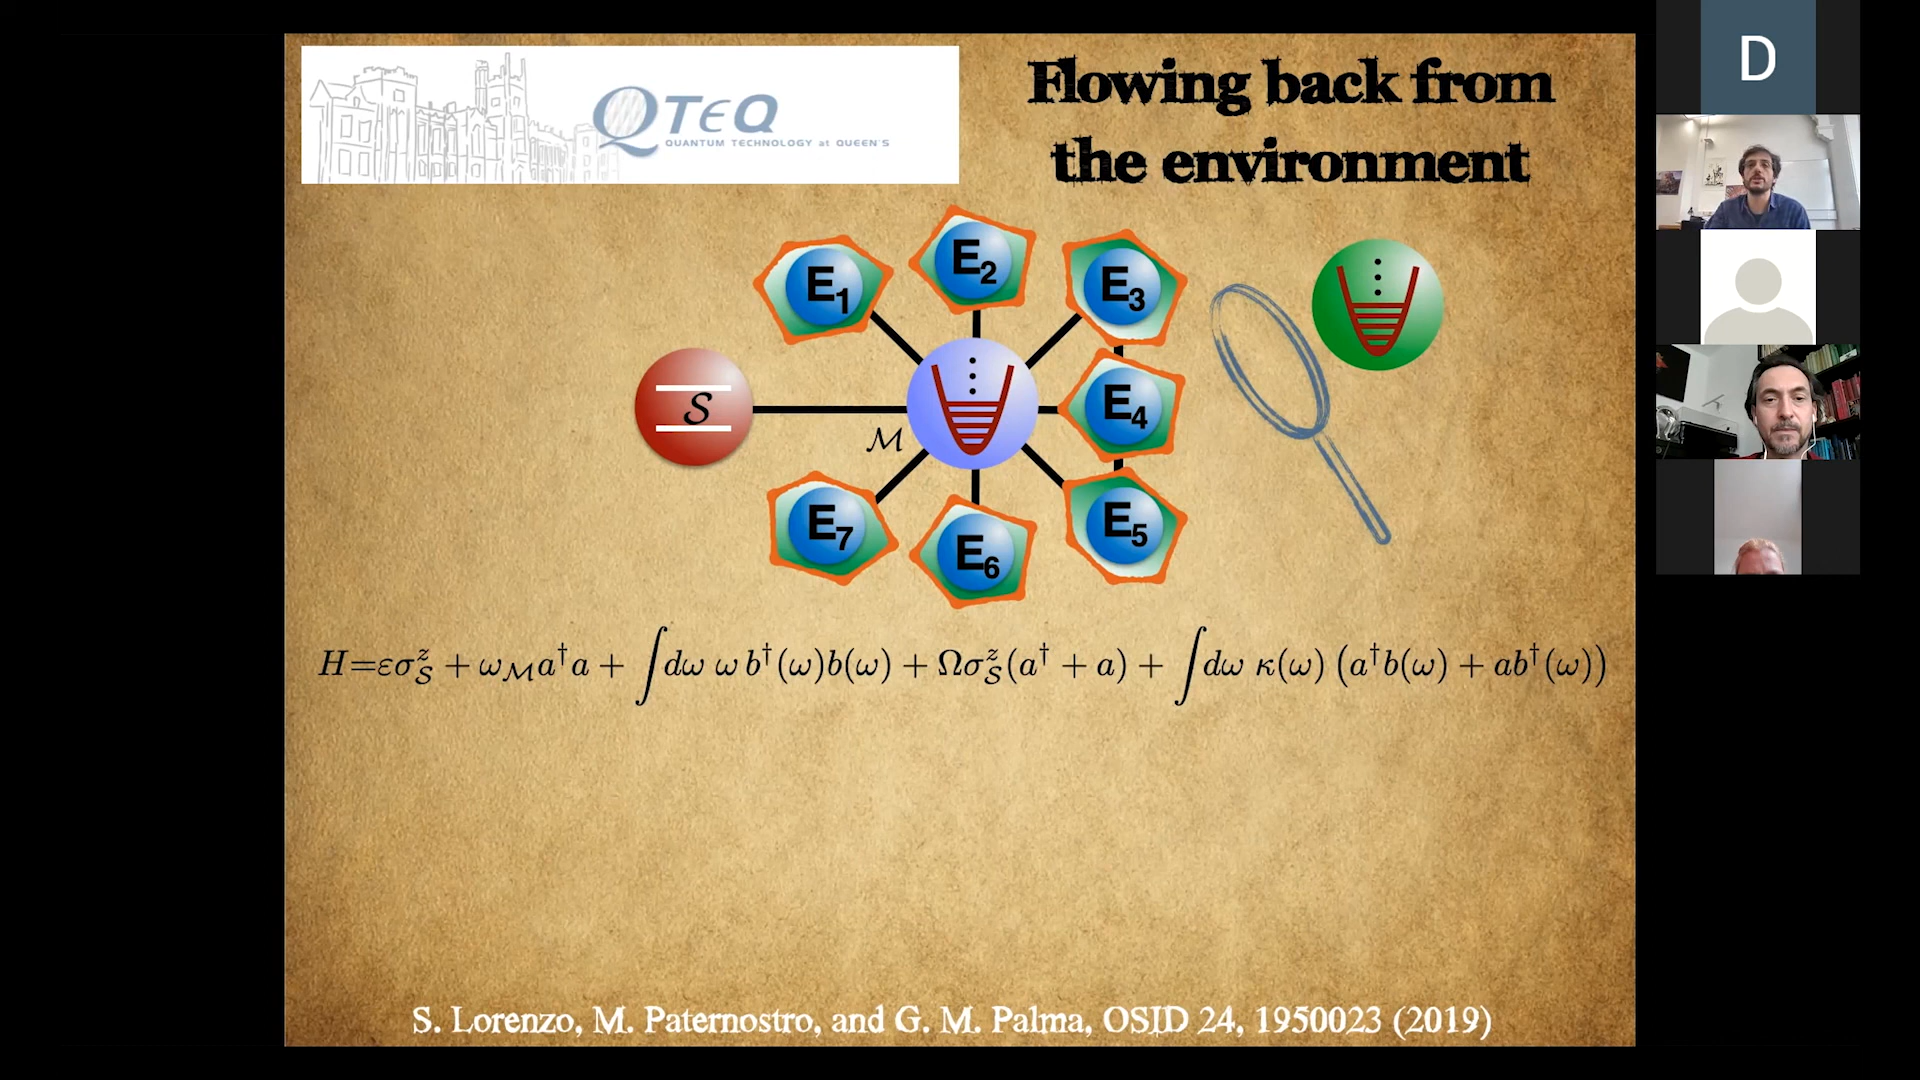 QTєQ
QUANTUM TECHNOLOGY at QUEEN'S
Flowing back from
the environment
D
E₁
E₂
E₃
S
M
E₄
E₇
E₆
E₅
H=εσ_S^z + ω_M a†a + ∫dω ω b†(ω)b(ω) + Ωσ_S^z(a† + a) + ∫dω κ(ω) (a†b(ω) + ab†(ω))
S. Lorenzo, M. Paternostro, and G. M. Palma, OSID 24, 1950023 (2019)